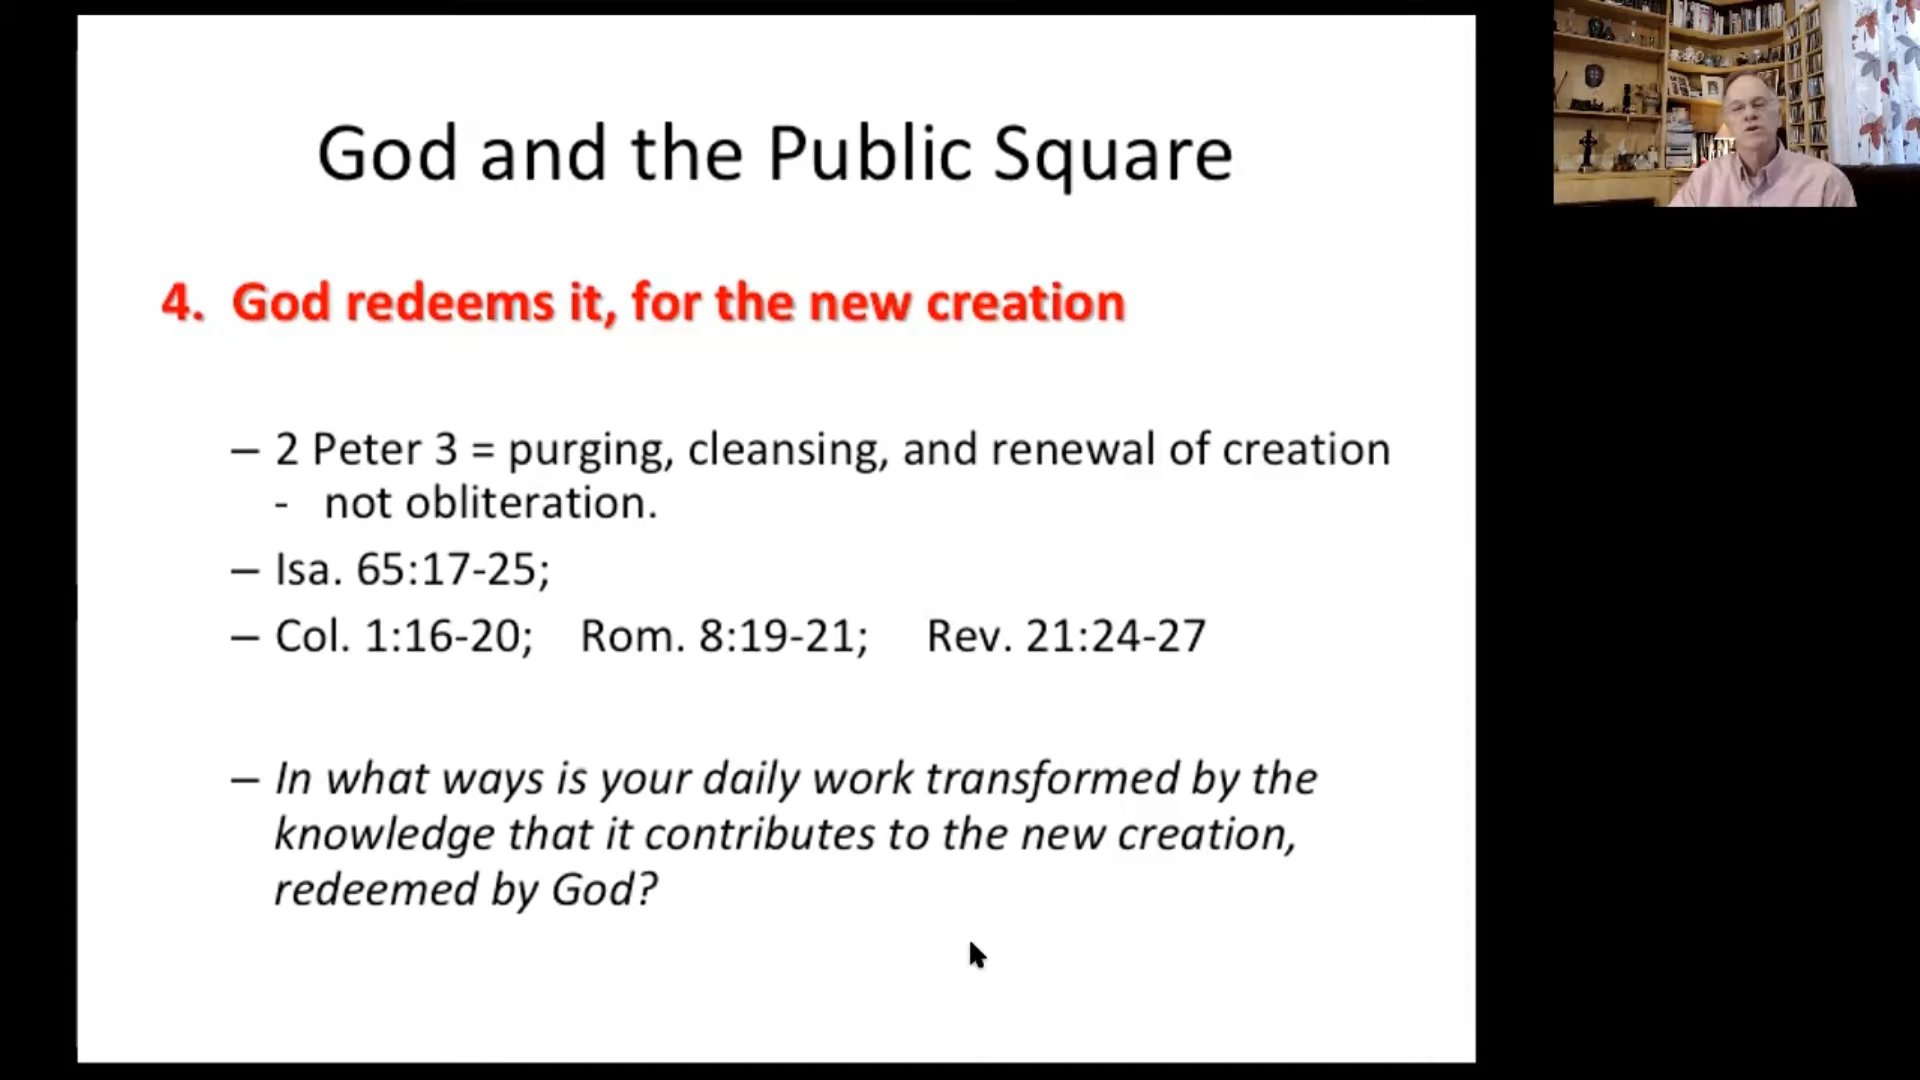 God and the Public Square
4. God redeems it, for the new creation
– 2 Peter 3 = purging, cleansing, and renewal of creation
- not obliteration.
– Isa. 65:17-25;
– Col. 1:16-20; Rom. 8:19-21; Rev. 21:24-27
– In what ways is your daily work transformed by the
knowledge that it contributes to the new creation,
redeemed by God?